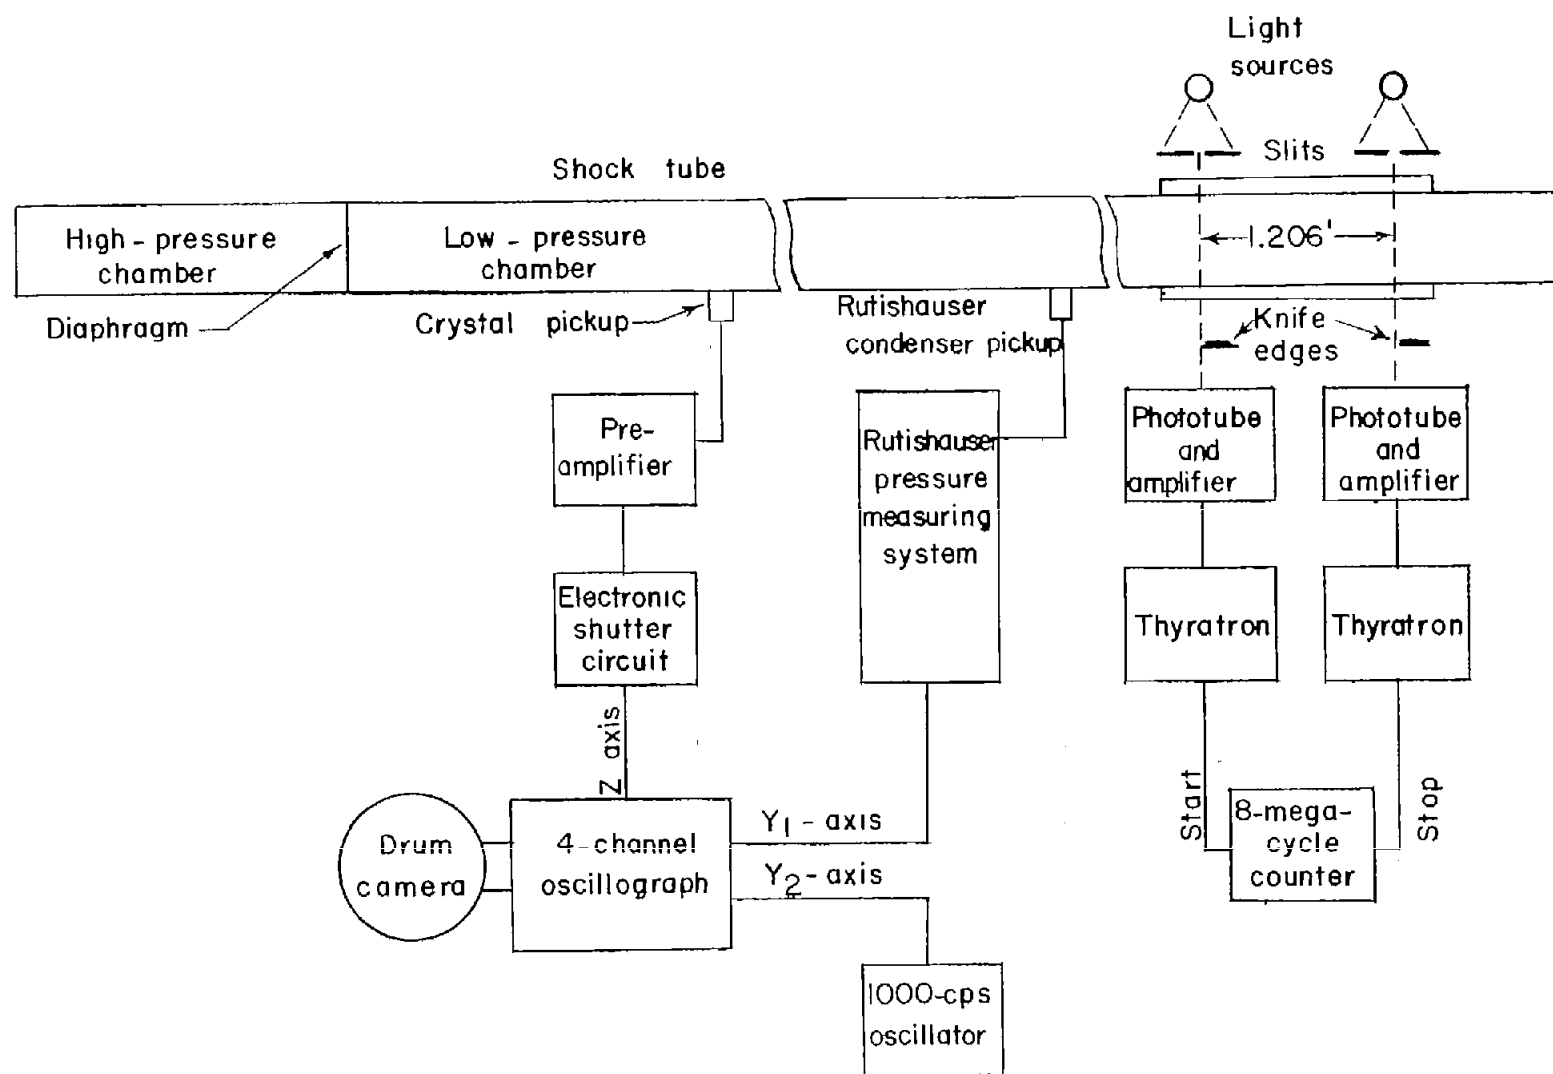 Light
sources
Slits
Shock tube
High-pressure
chamber
Low-pressure
chamber
1.206'
Diaphragm
Crystal pickup
Rutishauser
condenser pickup
Knife
edges
Pre-
amplifier
Rutishauser
pressure
measuring
system
Phototube
and
amplifier
Phototube
and
amplifier
Electronic
shutter
circuit
Thyratron
Thyratron
Z axis
Start
Stop
8-mega-
cycle
counter
Drum
camera
4-channel
oscillograph
Y1-axis
Y2-axis
1000-cps
oscillator